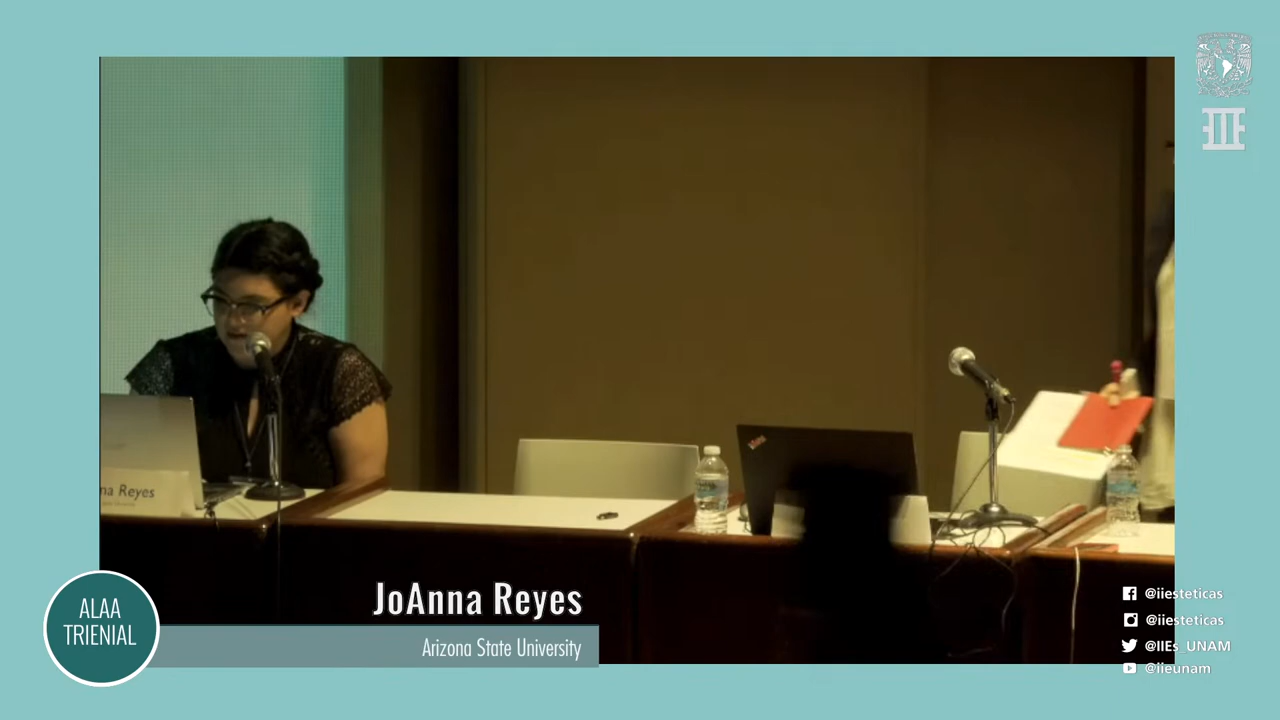 na Reyes
JoAnna Reyes
Arizona State University
ALAA
TRIENIAL
@iiesteticas
@iiesteticas
@IIEs_UNAM
@iieunam